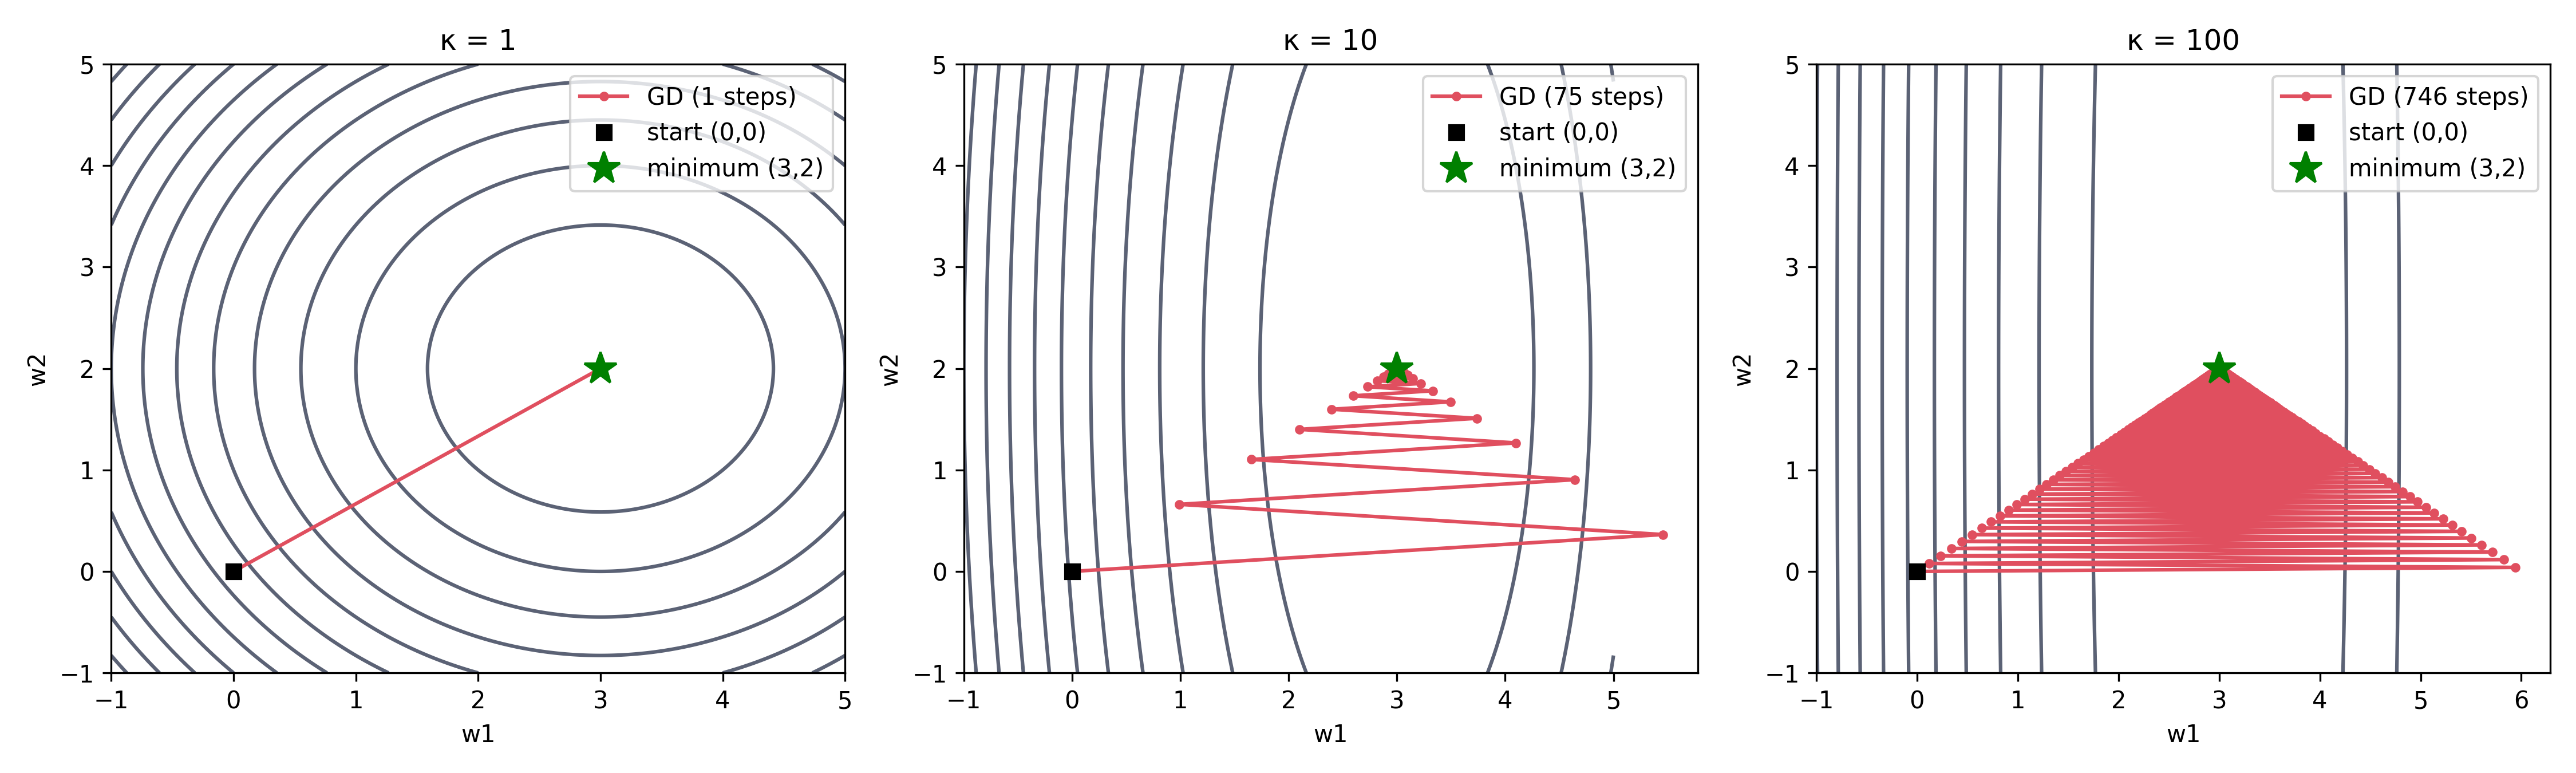 κ = 1
GD (1 steps)
start (0,0)
minimum (3,2)
5
4
3
2
1
0
−1
w2
−1
0
1
2
3
4
5
w1
κ = 10
GD (75 steps)
start (0,0)
minimum (3,2)
5
4
3
2
1
0
−1
w2
−1
0
1
2
3
4
5
w1
κ = 100
GD (746 steps)
start (0,0)
minimum (3,2)
5
4
3
2
1
0
−1
w2
−1
0
1
2
3
4
5
6
w1